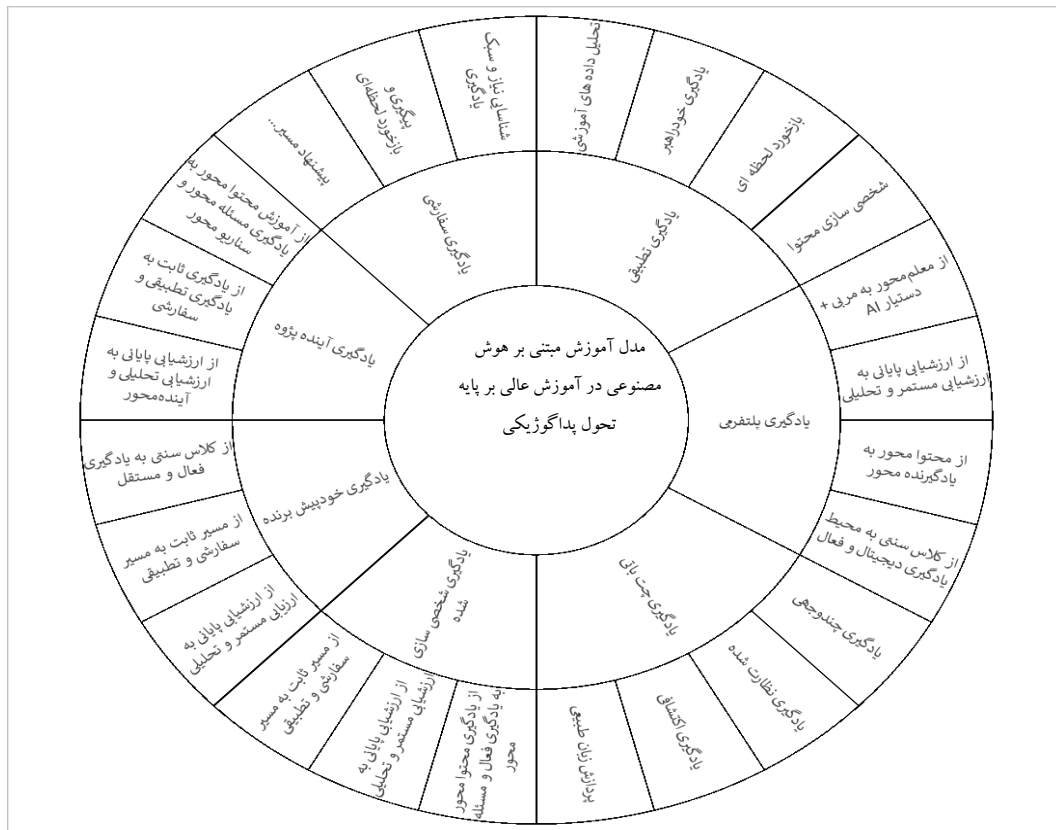 مدل آموزش مبتنی بر هوش
مصنوعی در آموزش عالی بر پایه
تحول پداگوژیکی
یادگیری تطبیقی
یادگیری پلتفرمی
یادگیری چت باتی
یادگیری شخصی سازی
شده
یادگیری خودپیش برنده
یادگیری آینده پژوه
یادگیری سفارشی
تحلیل داده های آموزشی
یادگیری خودراهبر
بازخورد لحظه ای
شخصی سازی محتوا
از معلم‌محور به مربی +
دستیار AI
از ارزشیابی پایانی به
ارزشیابی مستمر و تحلیلی
از محتوا محور به
یادگیرنده محور
از کلاس سنتی به محیط
یادگیری دیجیتال و فعال
یادگیری چندوجهی
یادگیری نظارت شده
یادگیری اکتشافی
پردازش زبان طبیعی
از یادگیری محتوا محور
به یادگیری فعال و مسئله
محور
از ارزشیابی پایانی به
ارزشیابی مستمر و تحلیلی
از مسیر ثابت به مسیر
سفارشی و تطبیقی
از ارزشیابی پایانی به
ارزیابی مستمر و تحلیلی
از مسیر ثابت به مسیر
سفارشی و تطبیقی
از کلاس سنتی به یادگیری
فعال و مستقل
از ارزشیابی پایانی به
ارزشیابی تحلیلی و
آینده‌محور
از یادگیری ثابت به
یادگیری تطبیقی و
سفارشی
از آموزش محتوا محور به
یادگیری مسئله محور و
سناریو محور
پیشنهاد مسیر...
پیگیری و
بازخورد لحظه‌ای
شناسایی نیاز و سبک
یادگیری